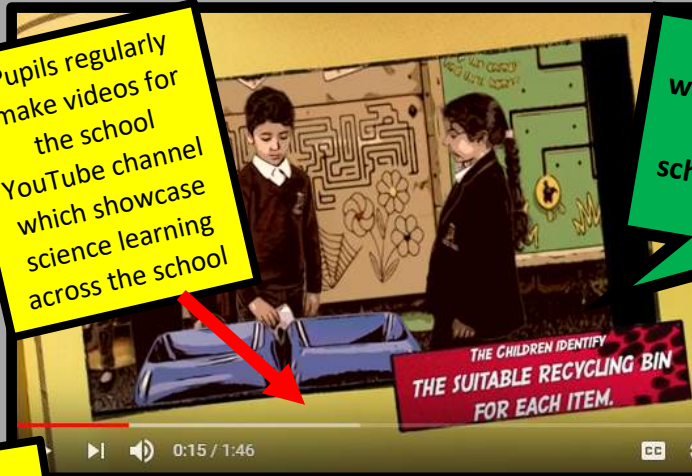 Pupils regularly
make videos for
the school
YouTube channel
which showcase
science learning
across the school
THE CHILDREN IDENTIFY
THE SUITABLE RECYCLING BIN
FOR EACH ITEM.
0:15 / 1:46
CC